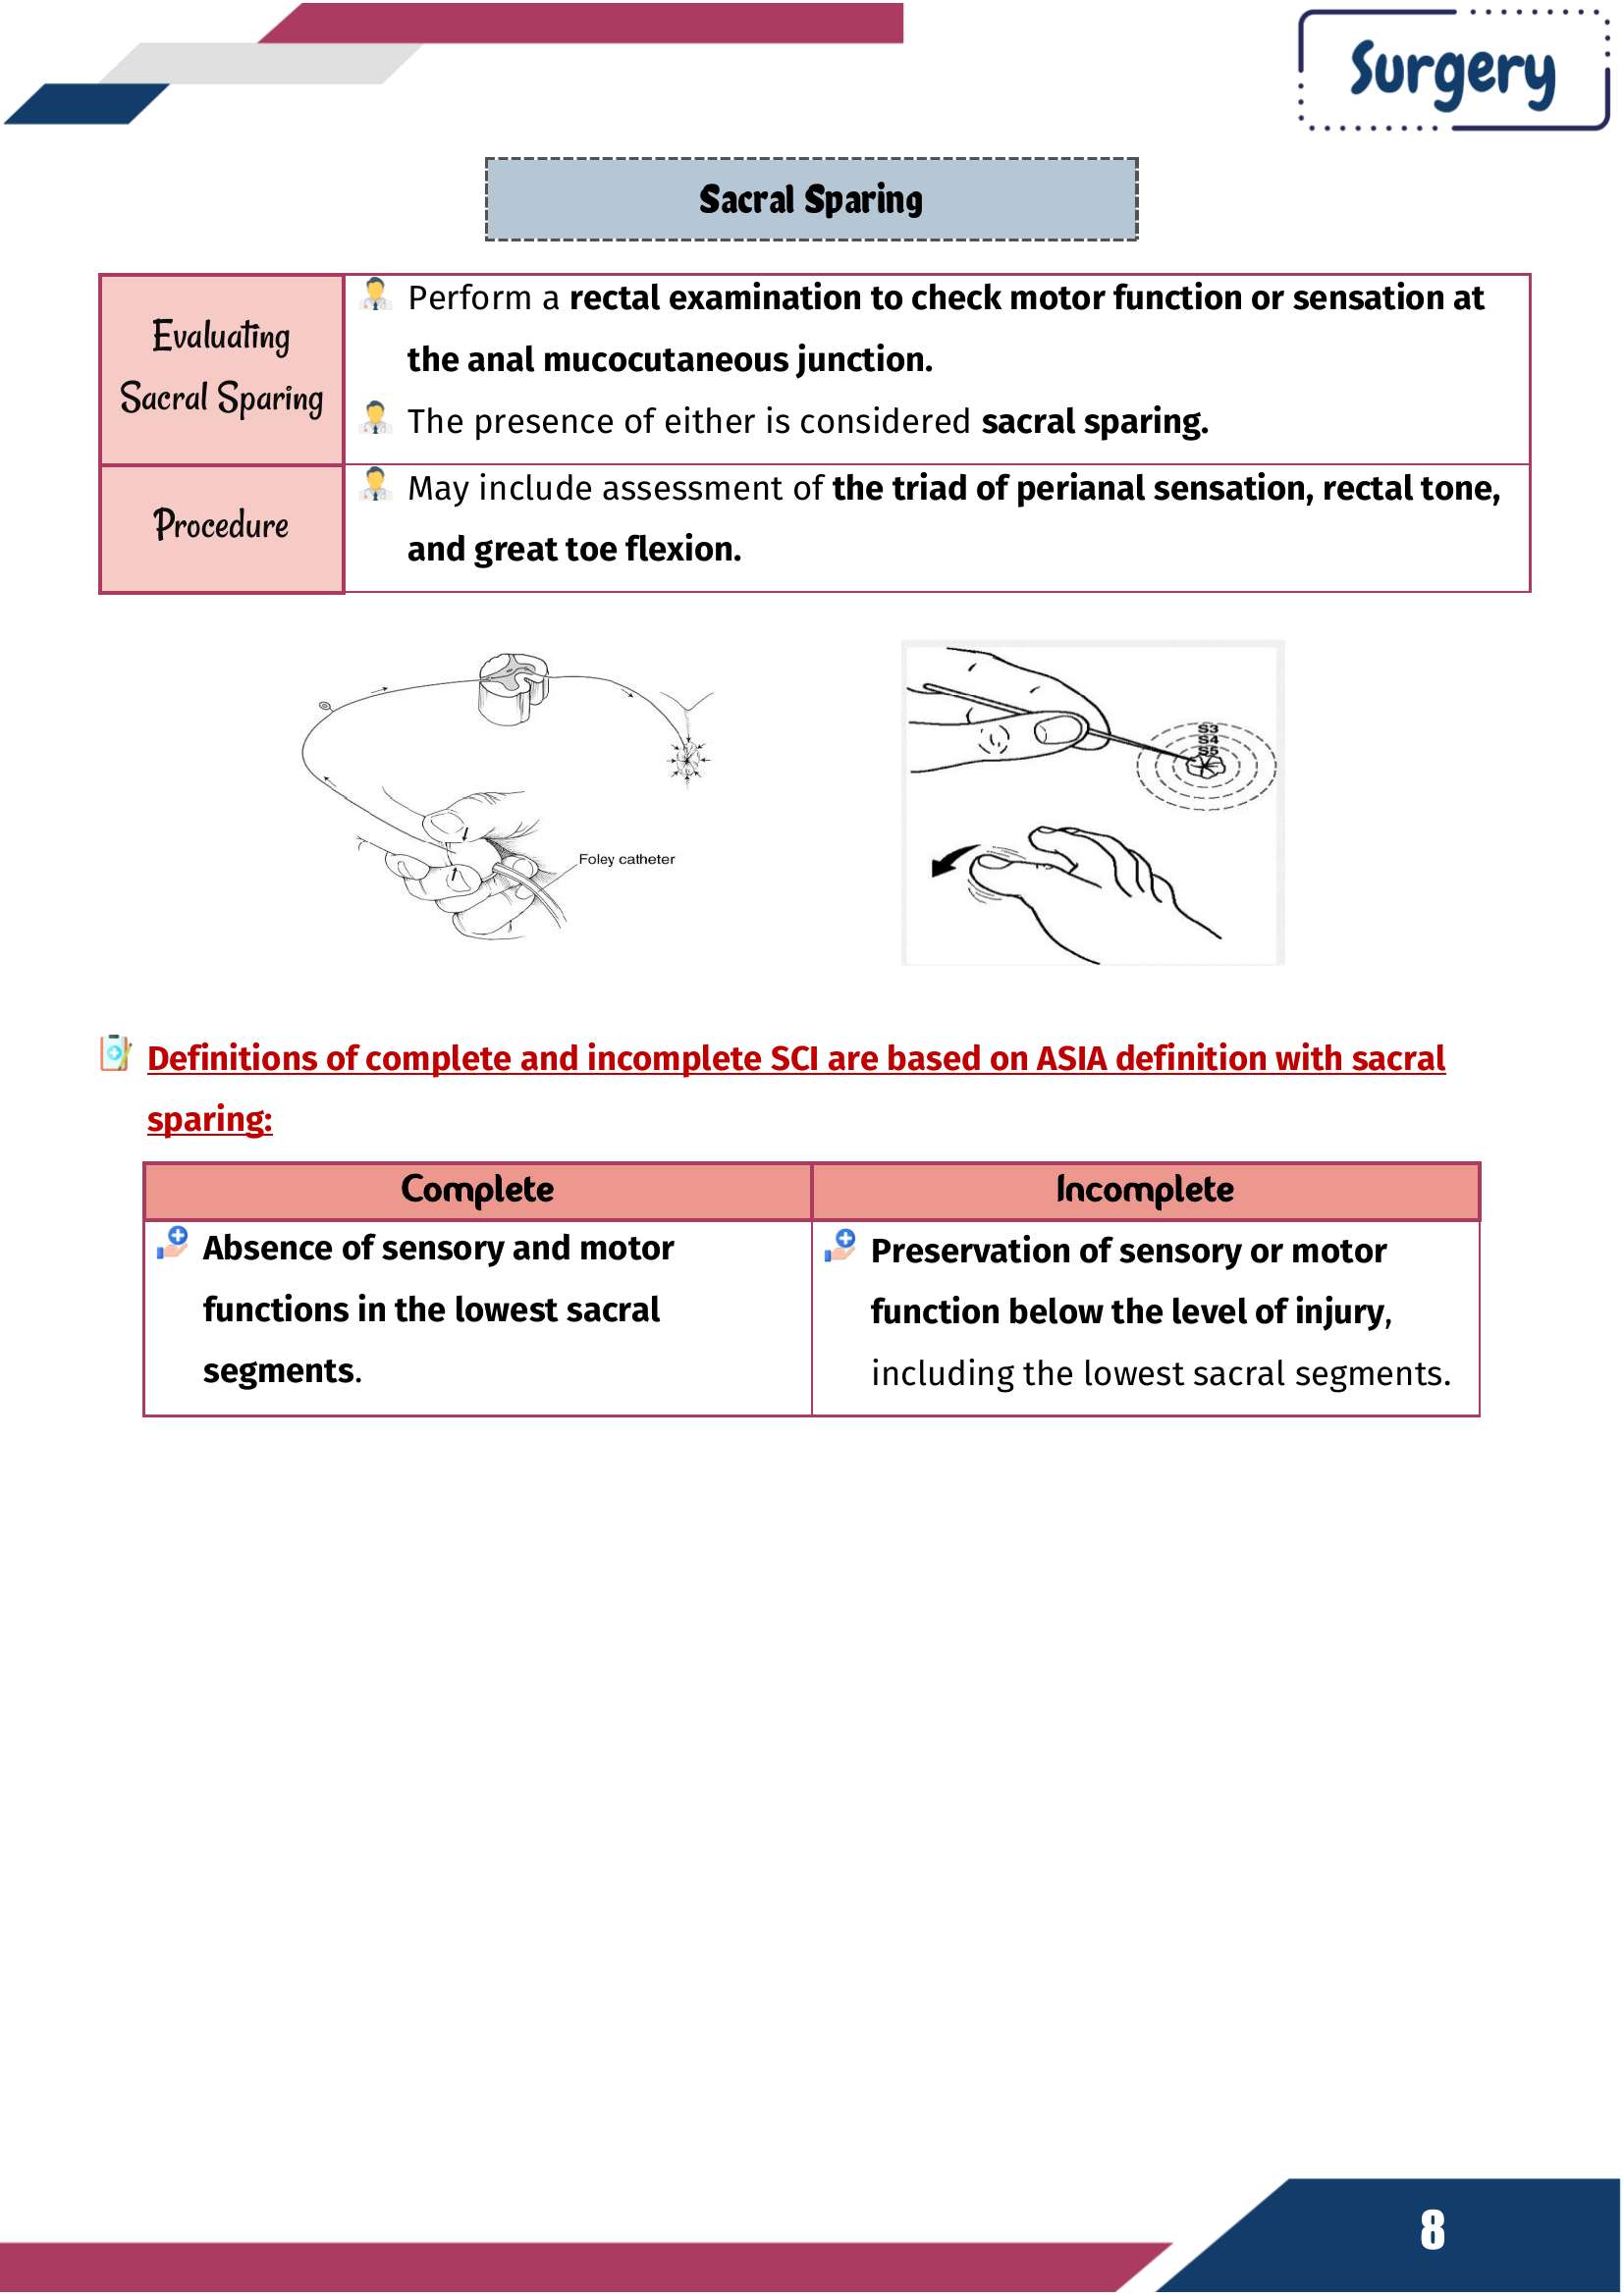 Surgery
Sacral Sparing
Evaluating
Sacral Sparing
Perform a rectal examination to check motor function or sensation at
the anal mucocutaneous junction.
The presence of either is considered sacral sparing.
Procedure
May include assessment of the triad of perianal sensation, rectal tone,
and great toe flexion.
Foley catheter
S3
S4
S5
Definitions of complete and incomplete SCI are based on ASIA definition with sacral
sparing:
Complete
Incomplete
Absence of sensory and motor
functions in the lowest sacral
segments.
Preservation of sensory or motor
function below the level of injury,
including the lowest sacral segments.
8